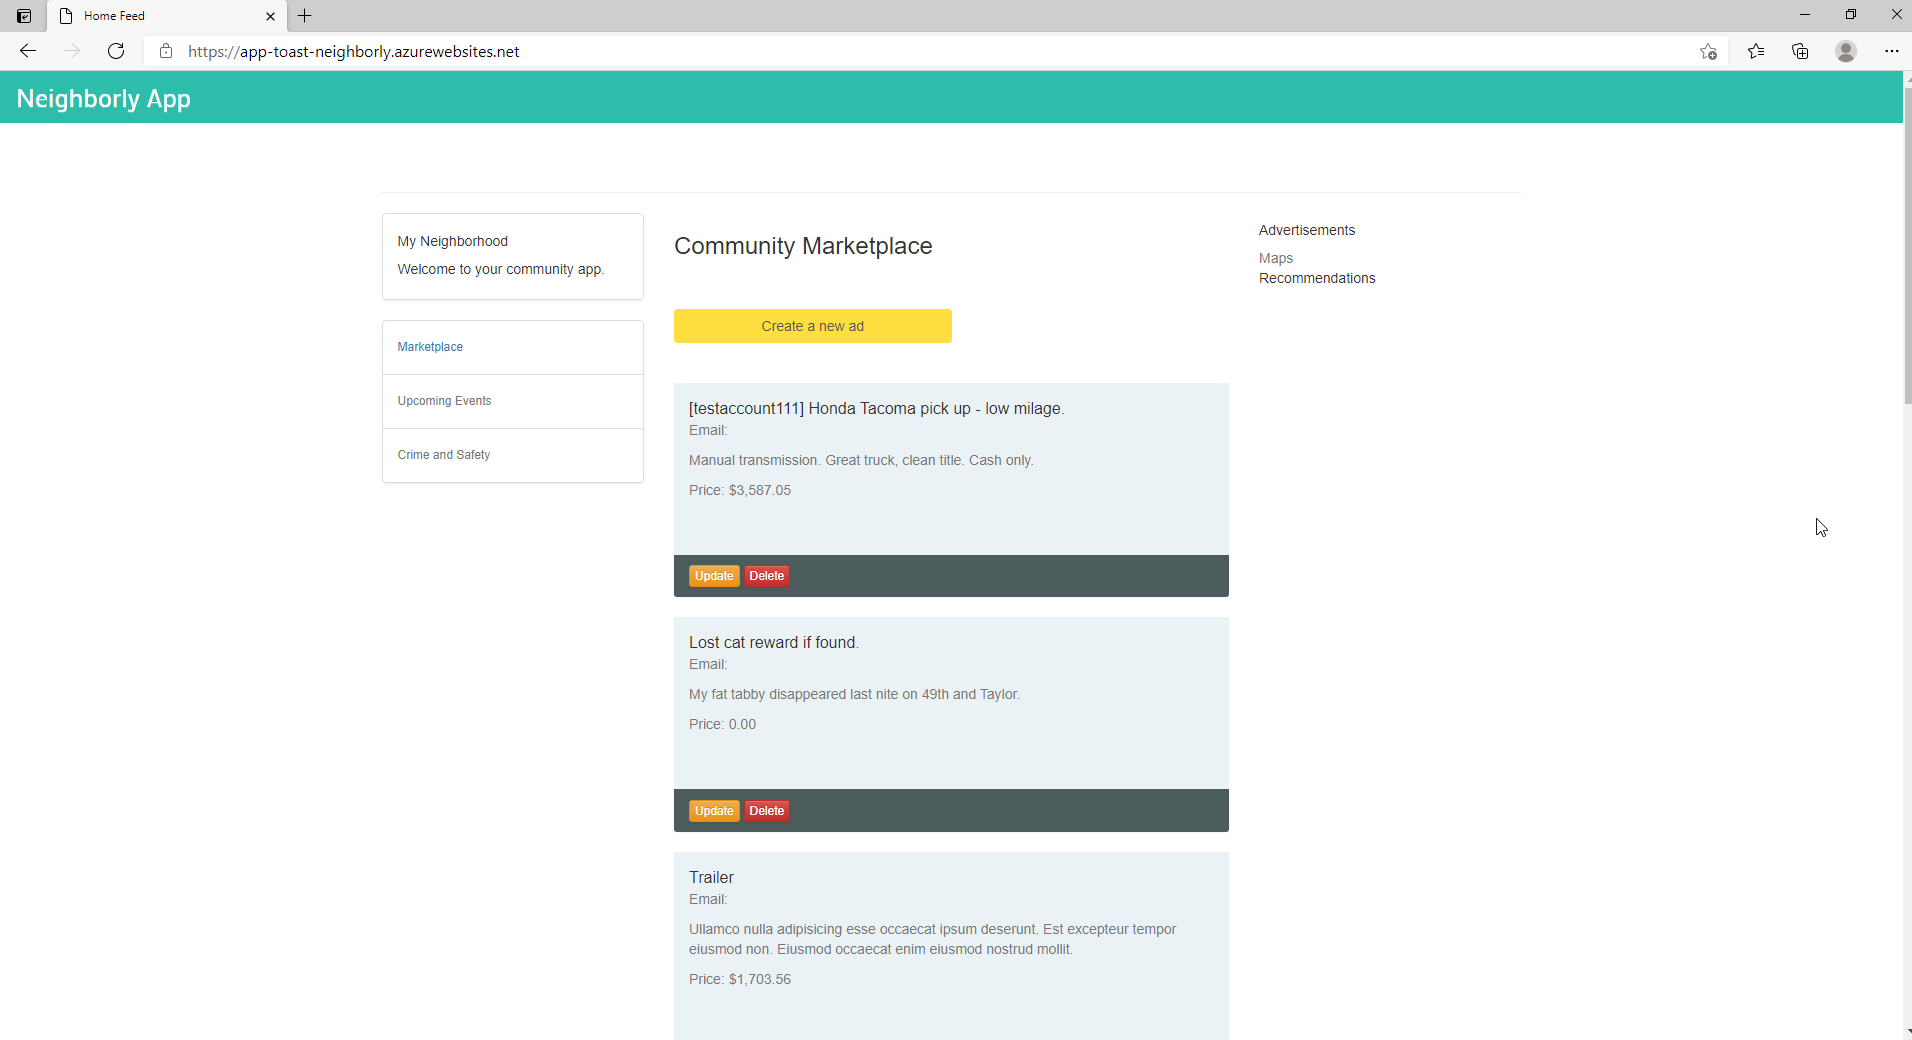 Home Feed
https://app-toast-neighborly.azurewebsites.net
Neighborly App
My Neighborhood
Welcome to your community app.
Marketplace
Upcoming Events
Crime and Safety
Community Marketplace
Create a new ad
[testaccount111] Honda Tacoma pick up - low milage.
Email:
Manual transmission. Great truck, clean title. Cash only.
Price: $3,587.05
Update Delete
Lost cat reward if found.
Email:
My fat tabby disappeared last nite on 49th and Taylor.
Price: 0.00
Update Delete
Trailer
Email:
Ullamco nulla adipisicing esse occaecat ipsum deserunt. Est excepteur tempor
eiusmod non. Eiusmod occaecat enim eiusmod nostrud mollit.
Price: $1,703.56
Advertisements
Maps
Recommendations